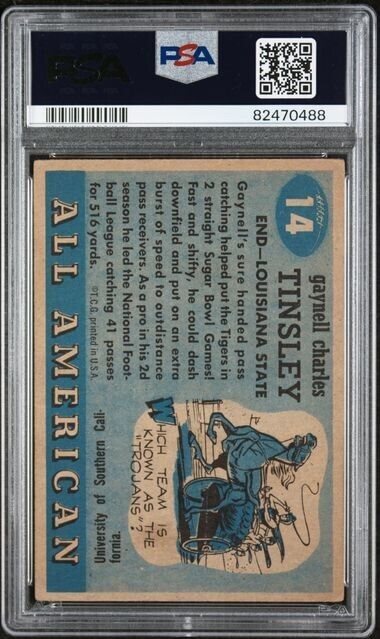 PSA
PSA
82470488
14
gaynell charles
TINSLEY
END—LOUISIANA STATE
Gaynell's sure handed pass
catching helped put the Tigers in
2 straight Sugar Bowl Games!
Fast and shifty, he could dash
downfield and put on an extra
burst of speed to outdistance
pass receivers. As a pro in his 2d
season he led the National Foot-
ball League catching 41 passes
for 516 yards.
©T.C.G. printed in U.S.A.
WHICH TEAM IS
KNOWN AS THE
"TROJANS"?
University of Southern Cali-
fornia.
ALL AMERICAN